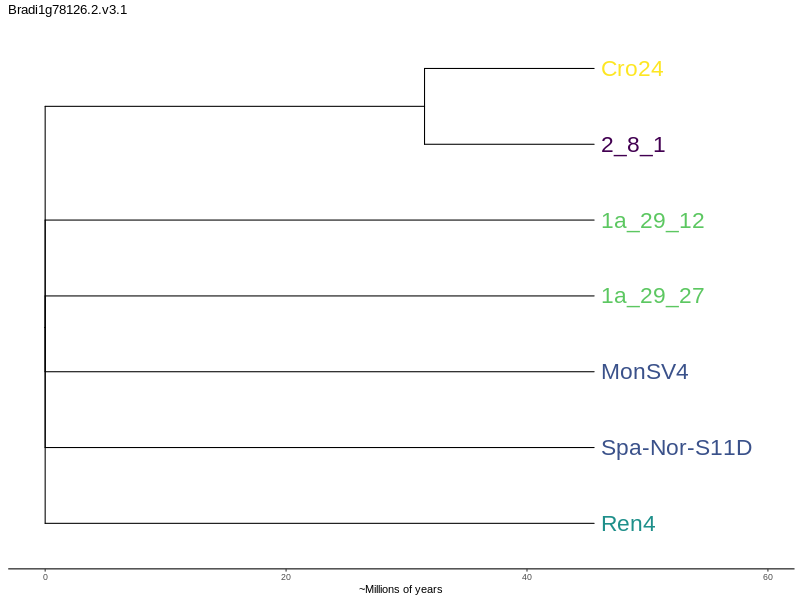 Bradi1g78126.2.v3.1
Cro24
2_8_1
1a_29_12
1a_29_27
MonSV4
Spa-Nor-S11D
Ren4
0 20 40 60
~Millions of years